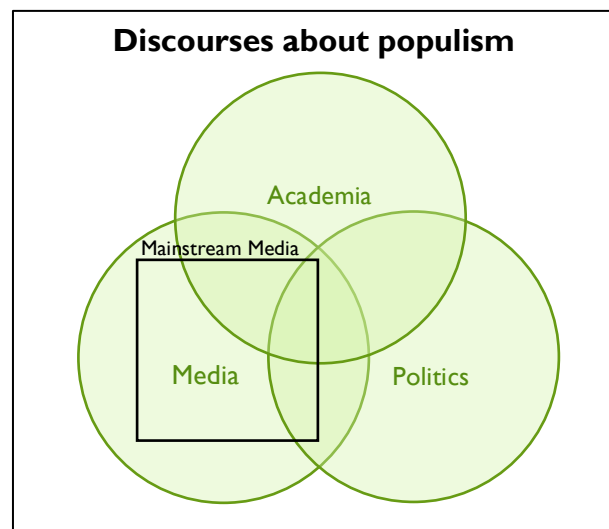 Discourses about populism
Academia
Mainstream Media
Media
Politics